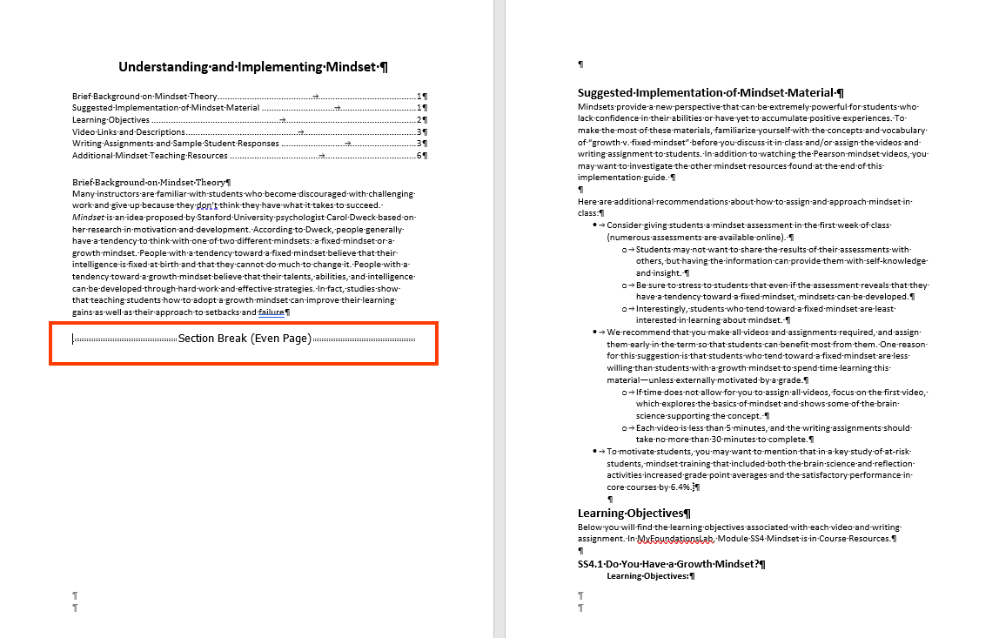 Understanding and Implementing Mindset ¶
Brief Background on Mindset Theory → 1¶
Suggested Implementation of Mindset Material → 1¶
Learning Objectives → 2¶
Video Links and Descriptions → 3¶
Writing Assignments and Sample Student Responses → 3¶
Additional Mindset Teaching Resources → 6¶
Brief Background on Mindset Theory¶
Many instructors are familiar with students who become discouraged with challenging
work and give up because they don't think they have what it takes to succeed.
Mindset is an idea proposed by Stanford University psychologist Carol Dweck based on
her research in motivation and development. According to Dweck, people generally
have a tendency to think with one of two different mindsets: a fixed mindset or a
growth mindset. People with a tendency toward a fixed mindset believe that their
intelligence is fixed at birth and that they cannot do much to change it. People with a
tendency toward a growth mindset believe that their talents, abilities, and intelligence
can be developed through hard work and effective strategies. In fact, studies show
that teaching students how to adopt a growth mindset can improve their learning
gains as well as their approach to setbacks and failure¶
Section Break (Even Page)
¶
¶
¶
Suggested Implementation of Mindset Material ¶
Mindsets provide a new perspective that can be extremely powerful for students who
lack confidence in their abilities or have yet to accumulate positive experiences. To
make the most of these materials, familiarize yourself with the concepts and vocabulary
of “growth v. fixed mindset” before you discuss it in class and/or assign the videos and
writing assignment to students. In addition to watching the Pearson mindset videos, you
may want to investigate the other mindset resources found at the end of this
implementation guide. ¶
¶
Here are additional recommendations about how to assign and approach mindset in
class:¶
• → Consider giving students a mindset assessment in the first week of class
(numerous assessments are available online). ¶
o → Students may not want to share the results of their assessments with
others, but having the information can provide them with self-knowledge
and insight. ¶
o → Be sure to stress to students that even if the assessment reveals that they
have a tendency toward a fixed mindset, mindsets can be developed.¶
o → Interestingly, students who tend toward a fixed mindset are least
interested in learning about mindset. ¶
• → We recommend that you make all videos and assignments required, and assign
them early in the term so that students can benefit most from them. One reason
for this suggestion is that students who tend toward a fixed mindset are less
willing than students with a growth mindset to spend time learning this
material—unless externally motivated by a grade.¶
o → If time does not allow for you to assign all videos, focus on the first video,
which explores the basics of mindset and shows some of the brain
science supporting the concept. ¶
o → Each video is less than 5 minutes, and the writing assignments should
take no more than 30 minutes to complete.¶
• → To motivate students, you may want to mention that in a key study of at-risk
students, mindset training that included both the brain science and reflection
activities increased grade point averages and the satisfactory performance in
core courses by 6.4%.¶
¶
Learning Objectives¶
Below you will find the learning objectives associated with each video and writing
assignment. In MyFoundationsLab, Module SS4 Mindset is in Course Resources.¶
¶
SS4.1 Do You Have a Growth Mindset?¶
Learning Objectives:¶
¶
¶